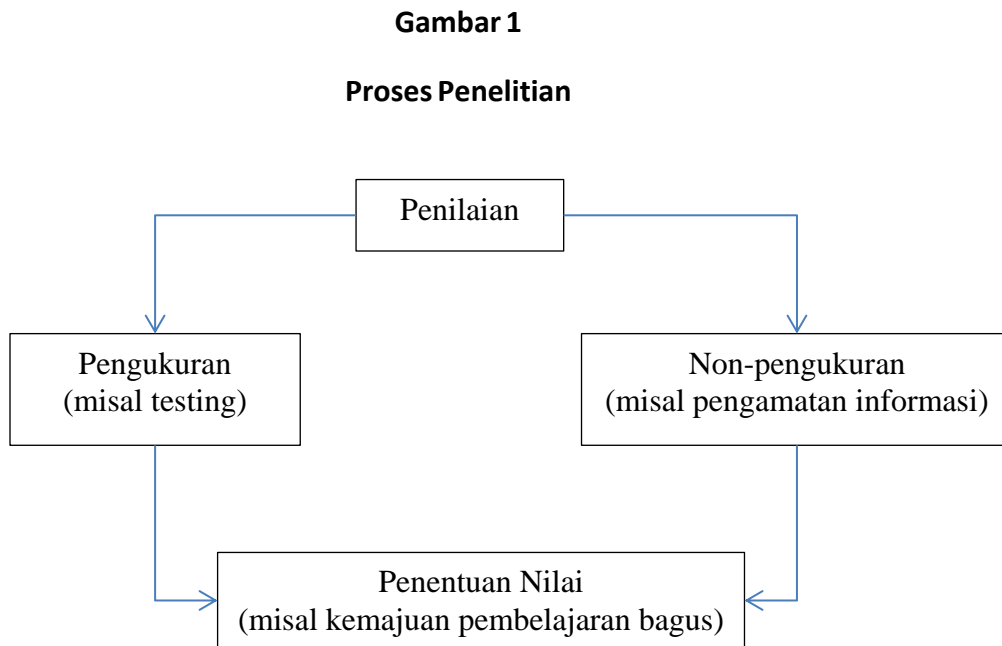 Gambar 1
Proses Penelitian
Penilaian
Pengukuran
(misal testing)
Non-pengukuran
(misal pengamatan informasi)
Penentuan Nilai
(misal kemajuan pembelajaran bagus)